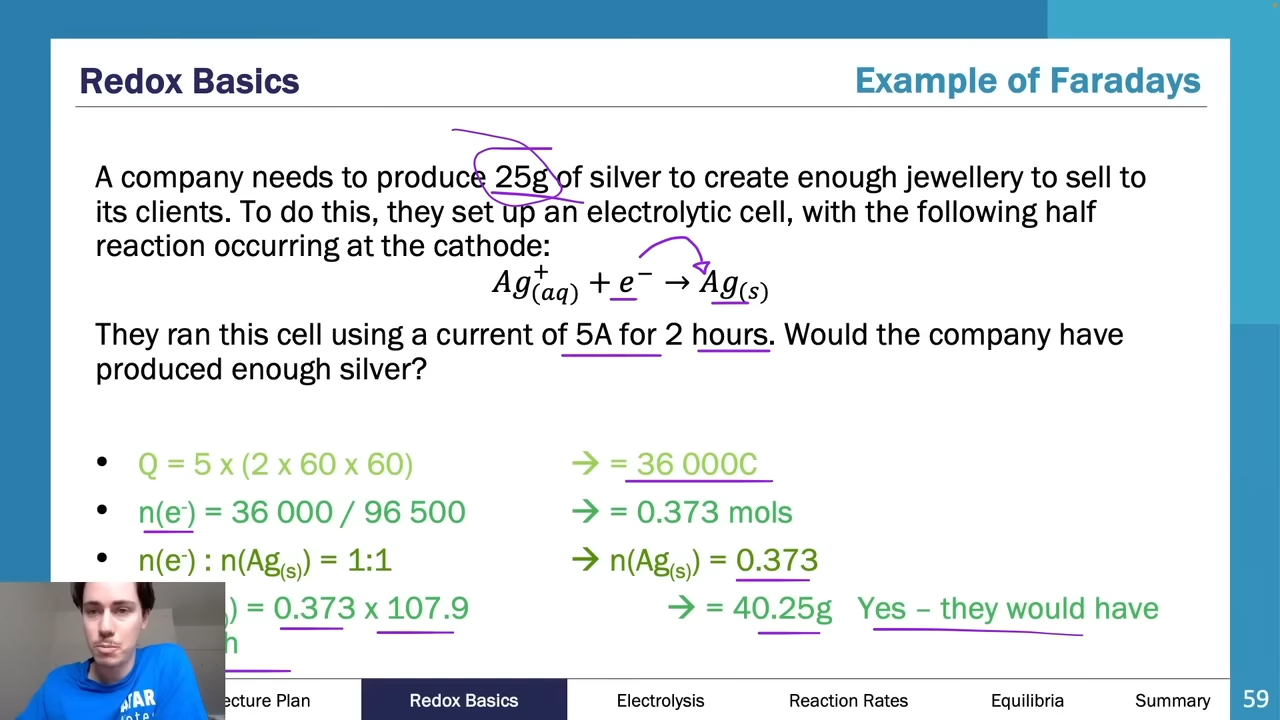 Redox Basics
Example of Faradays
A company needs to produce 25g of silver to create enough jewellery to sell to
its clients. To do this, they set up an electrolytic cell, with the following half
reaction occurring at the cathode:
Ag⁺(aq) + e⁻ → Ag(s)
They ran this cell using a current of 5A for 2 hours. Would the company have
produced enough silver?
• Q = 5 x (2 x 60 x 60) → = 36 000C
• n(e⁻) = 36 000 / 96 500 → = 0.373 mols
• n(e⁻) : n(Ag(s)) = 1:1 → n(Ag(s)) = 0.373
) = 0.373 x 107.9 → = 40.25g Yes – they would have
h
ecture Plan
Redox Basics
Electrolysis
Reaction Rates
Equilibria
Summary
59